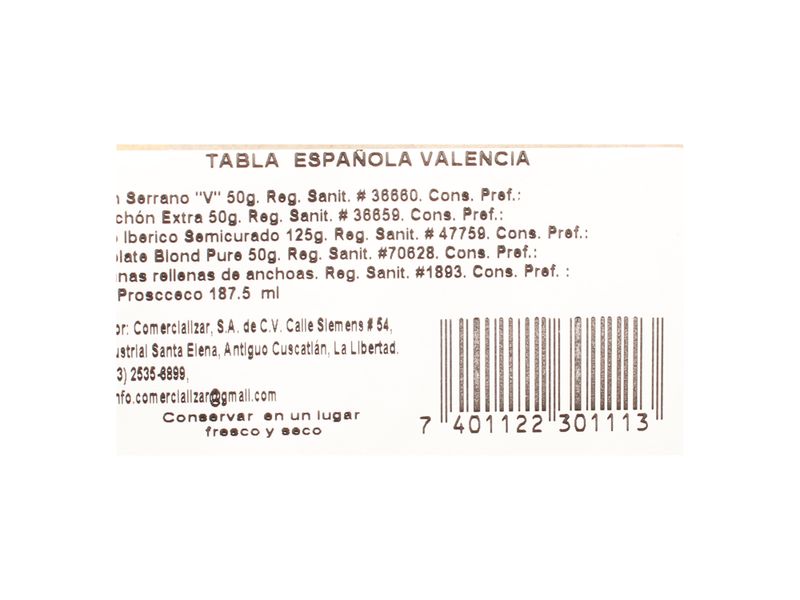 TABLA ESPAÑOLA VALENCIA
n Serrano "V" 50g. Reg. Sanit. # 36660. Cons. Pref.:
chón Extra 50g. Reg. Sanit. # 36659. Cons. Pref.:
o Iberico Semicurado 125g. Reg. Sanit. # 47759. Cons. Pref.:
olate Blond Pure 50g. Reg. Sanit. #70628. Cons. Pref.:
unas rellenas de anchoas. Reg. Sanit. #1893. Cons. Pref. :
Proscceco 187.5 ml
or: Comercializar, S.A. de C.V. Calle Siemens # 54,
ustrial Santa Elena, Antiguo Cuscatlán, La Libertad.
3) 2535-6899,
info.comercializar@gmail.com
Conservar en un lugar
fresco y seco
7 401122 301113